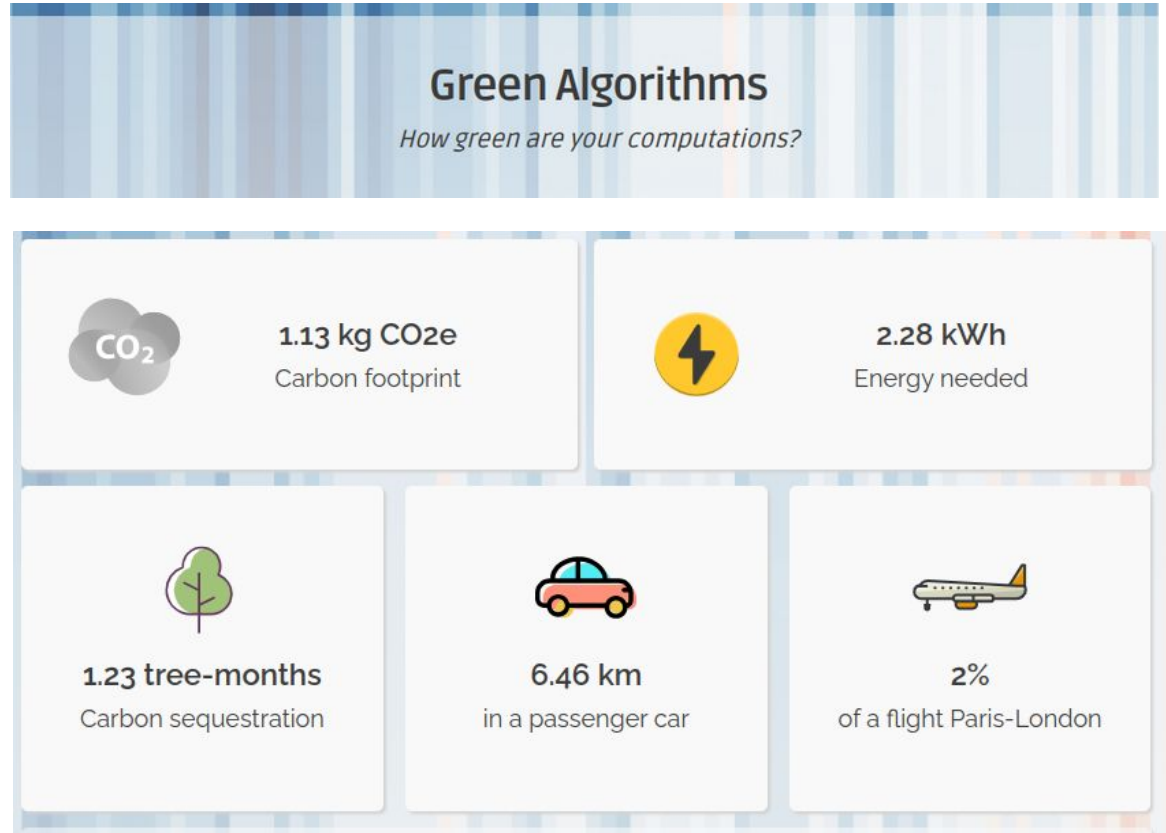 Green Algorithms
How green are your computations?
CO₂
1.13 kg CO2e
Carbon footprint
2.28 kWh
Energy needed
1.23 tree-months
Carbon sequestration
6.46 km
in a passenger car
2%
of a flight Paris-London